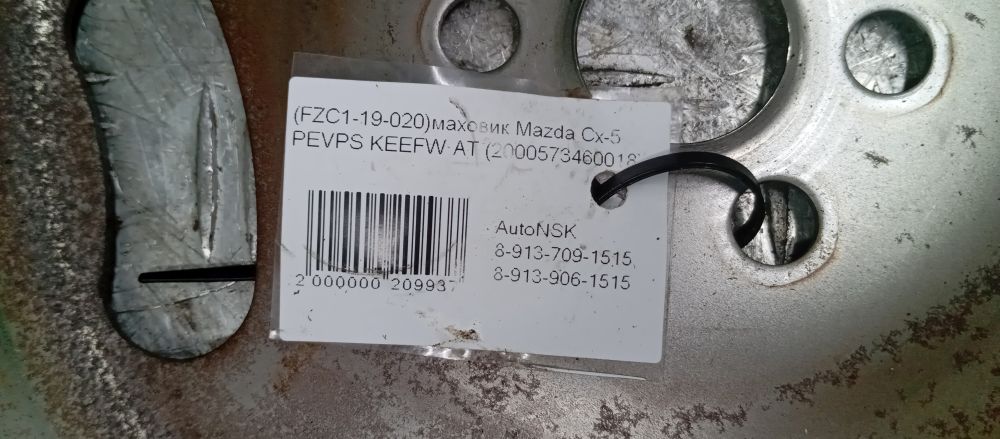 (FZC1-19-020)маховик Mazda Cx-5
PEVPS KEEFW AT (2000573460018)
AutoNSK
8-913-709-1515,
8-913-906-1515
2 000000 209937